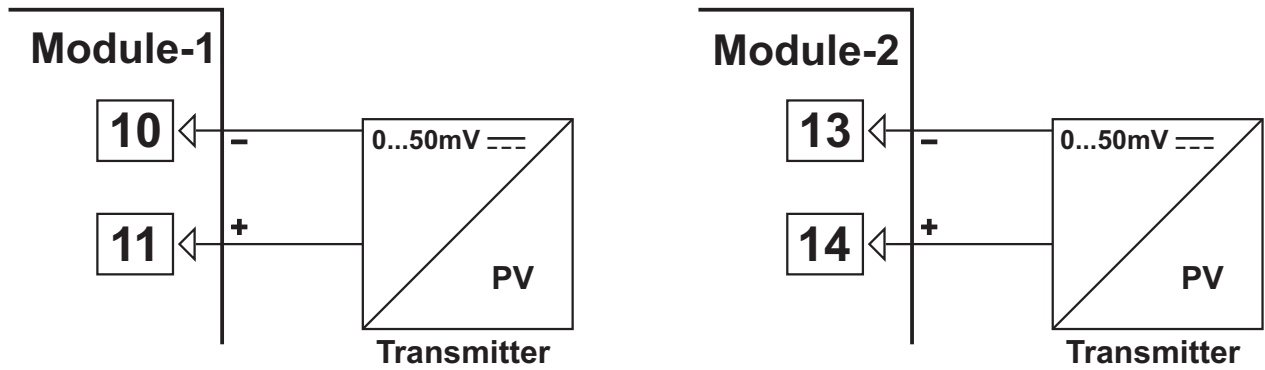 Module-1
10
-
0...50mV
11
+
PV
Transmitter
Module-2
13
-
0...50mV
14
+
PV
Transmitter